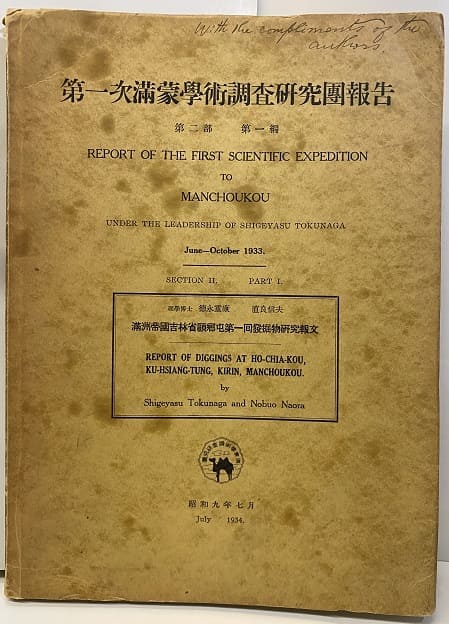 With the compliments of the
authors.
第一次滿蒙學術調査硏究團報告
第二部　第一編
REPORT OF THE FIRST SCIENTIFIC EXPEDITION
TO
MANCHOUKOU
UNDER THE LEADERSHIP OF SHIGEYASU TOKUNAGA
June—October 1933.
SECTION II. PART I.
理學博士 德永重康　直良信夫
滿洲帝國吉林省顧鄕屯第一回發掘物硏究報文
REPORT OF DIGGINGS AT HO-CHIA-KOU,
KU-HSIANG-TUNG, KIRIN, MANCHOUKOU.
by
Shigeyasu Tokunaga and Nobuo Naora
昭和九年七月
July 1934.